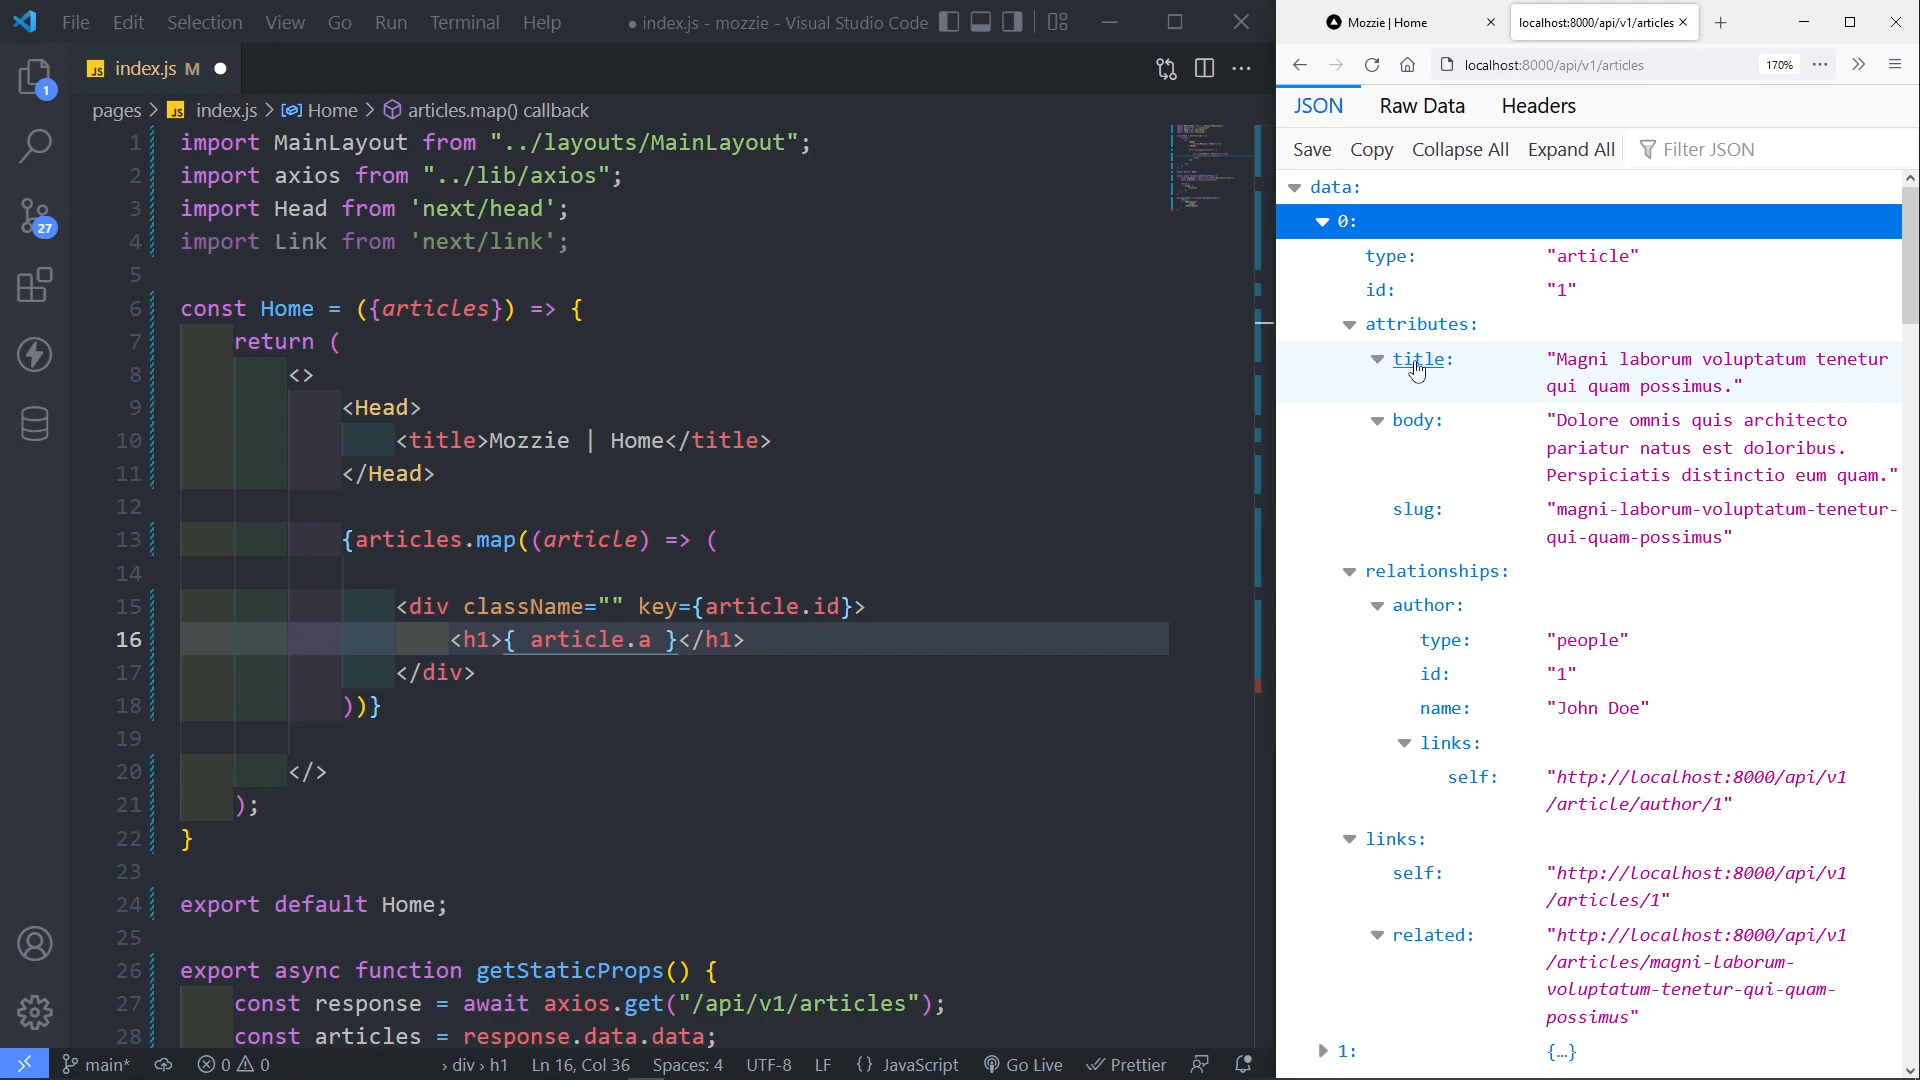 File Edit Selection View Go Run Terminal Help
● index.js - mozzie - Visual Studio Code
JS index.js M ●
pages > JS index.js > Home > articles.map() callback
1 import MainLayout from "../layouts/MainLayout";
2 import axios from "../lib/axios";
3 import Head from 'next/head';
4 import Link from 'next/link';
5
6 const Home = ({articles}) => {
7 return (
8 <>
9 <Head>
10 <title>Mozzie | Home</title>
11 </Head>
12
13 {articles.map((article) => (
14
15 <div className="" key={article.id}>
16 <h1>{ article.a }</h1>
17 </div>
18 ))}
19
20 </>
21 );
22 }
23
24 export default Home;
25
26 export async function getStaticProps() {
27 const response = await axios.get("/api/v1/articles");
28 const articles = response.data.data;
1
27
main* 0 0 › div › h1 Ln 16, Col 36 Spaces: 4 UTF-8 LF {} JavaScript Go Live Prettier
Mozzie | Home
localhost:8000/api/v1/articles
localhost:8000/api/v1/articles 170%
JSON Raw Data Headers
Save Copy Collapse All Expand All Filter JSON
data:
0:
type: "article"
id: "1"
attributes:
title: "Magni laborum voluptatum tenetur
qui quam possimus."
body: "Dolore omnis quis architecto
pariatur natus est doloribus.
Perspiciatis distinctio eum quam."
slug: "magni-laborum-voluptatum-tenetur-
qui-quam-possimus"
relationships:
author:
type: "people"
id: "1"
name: "John Doe"
links:
self: "http://localhost:8000/api/v1
/article/author/1"
links:
self: "http://localhost:8000/api/v1
/articles/1"
related: "http://localhost:8000/api/v1
/articles/magni-laborum-
voluptatum-tenetur-qui-quam-
possimus"
1: {…}